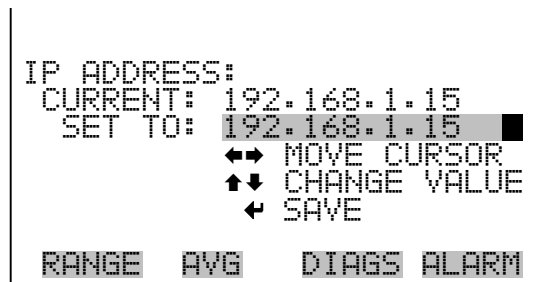 IP ADDRESS:
CURRENT: 192.168.1.15
SET TO: 192.168.1.15
⬅➡ MOVE CURSOR
⬆⬇ CHANGE VALUE
↵ SAVE
RANGE AVG DIAGS ALARM